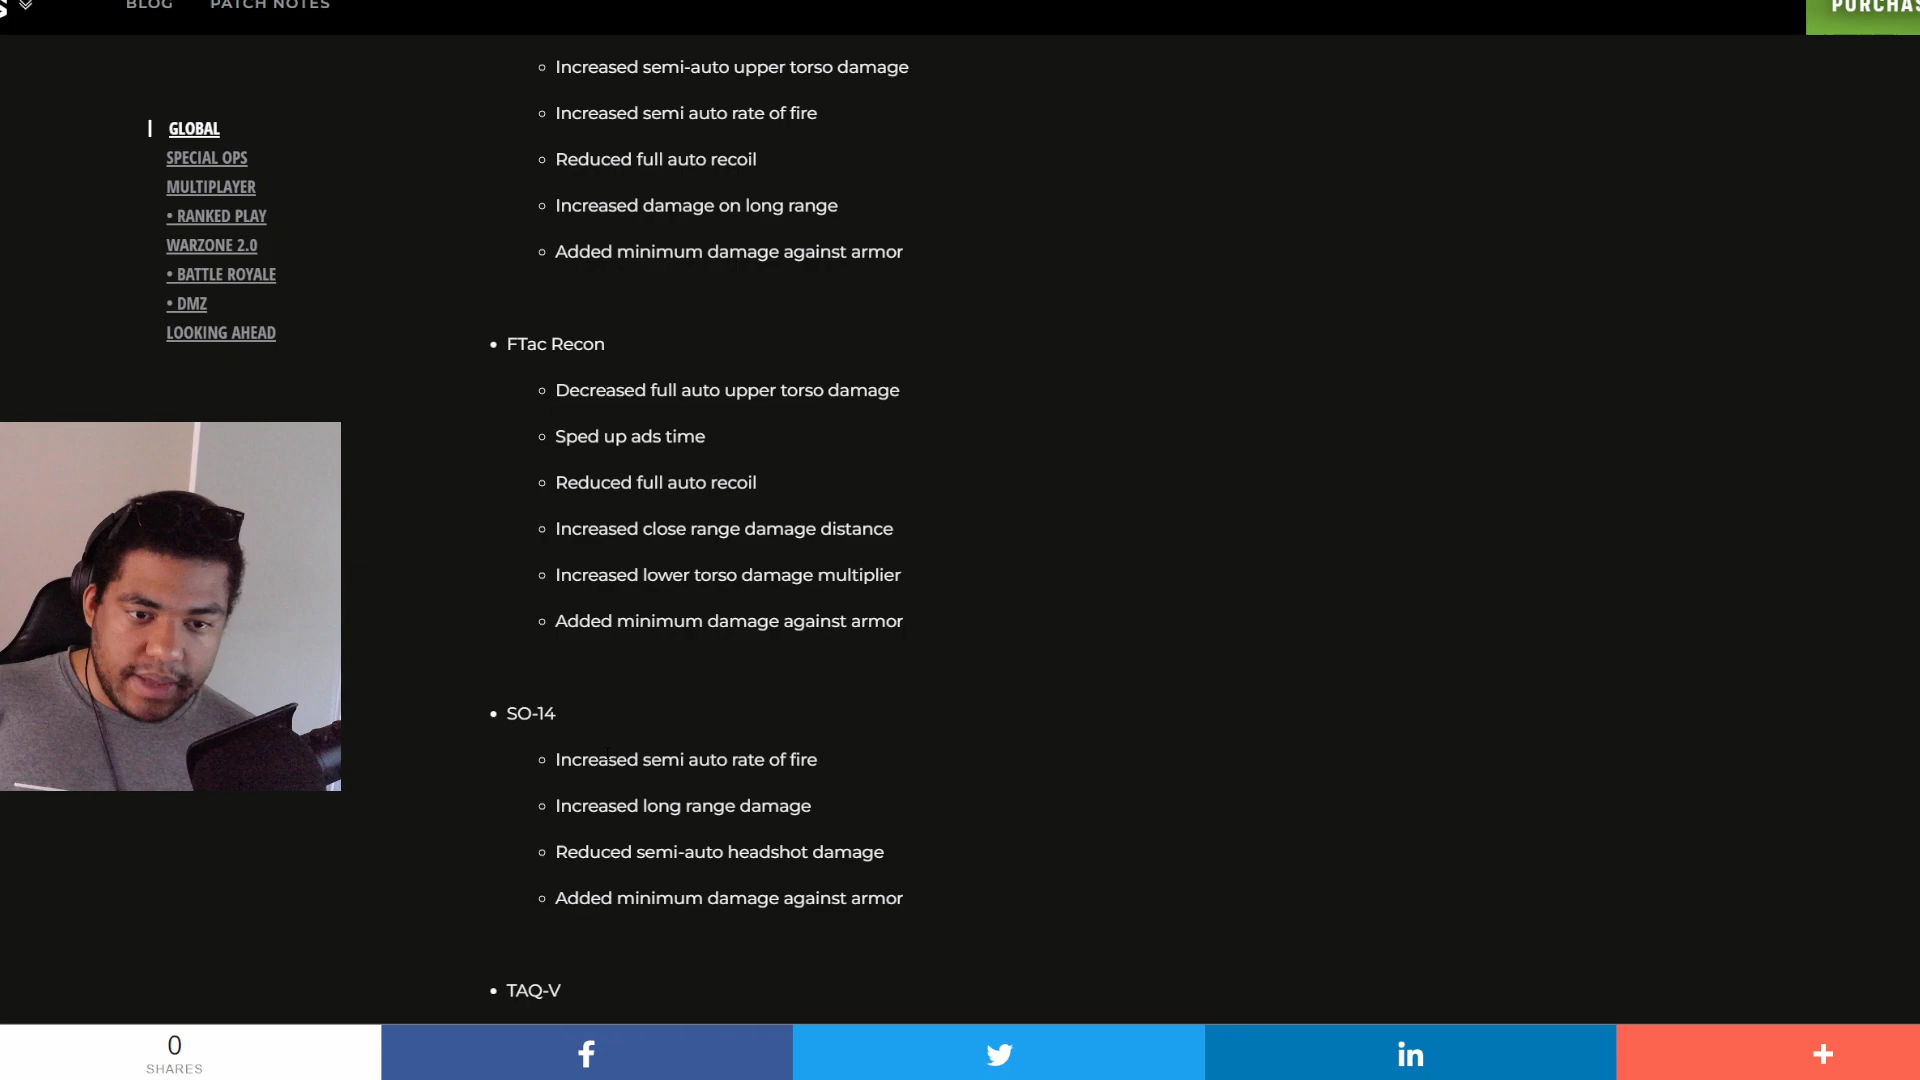 BLOG
PATCH NOTES
GLOBAL
SPECIAL OPS
MULTIPLAYER
• RANKED PLAY
WARZONE 2.0
• BATTLE ROYALE
• DMZ
LOOKING AHEAD
Increased semi-auto upper torso damage
Increased semi auto rate of fire
Reduced full auto recoil
Increased damage on long range
Added minimum damage against armor
FTac Recon
Decreased full auto upper torso damage
Sped up ads time
Reduced full auto recoil
Increased close range damage distance
Increased lower torso damage multiplier
Added minimum damage against armor
SO-14
Increased semi auto rate of fire
Increased long range damage
Reduced semi-auto headshot damage
Added minimum damage against armor
TAQ-V
0
SHARES